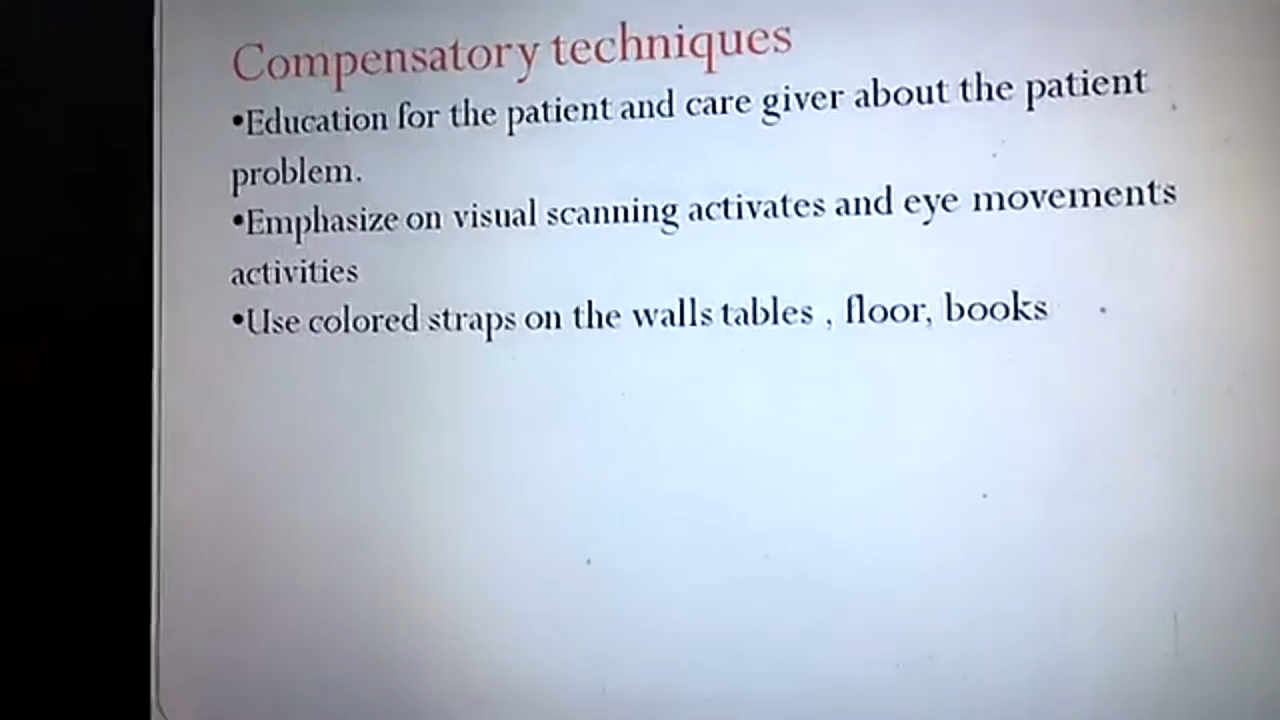 Compensatory techniques
•Education for the patient and care giver about the patient
problem.
•Emphasize on visual scanning activates and eye movements
activities
•Use colored straps on the walls tables , floor, books